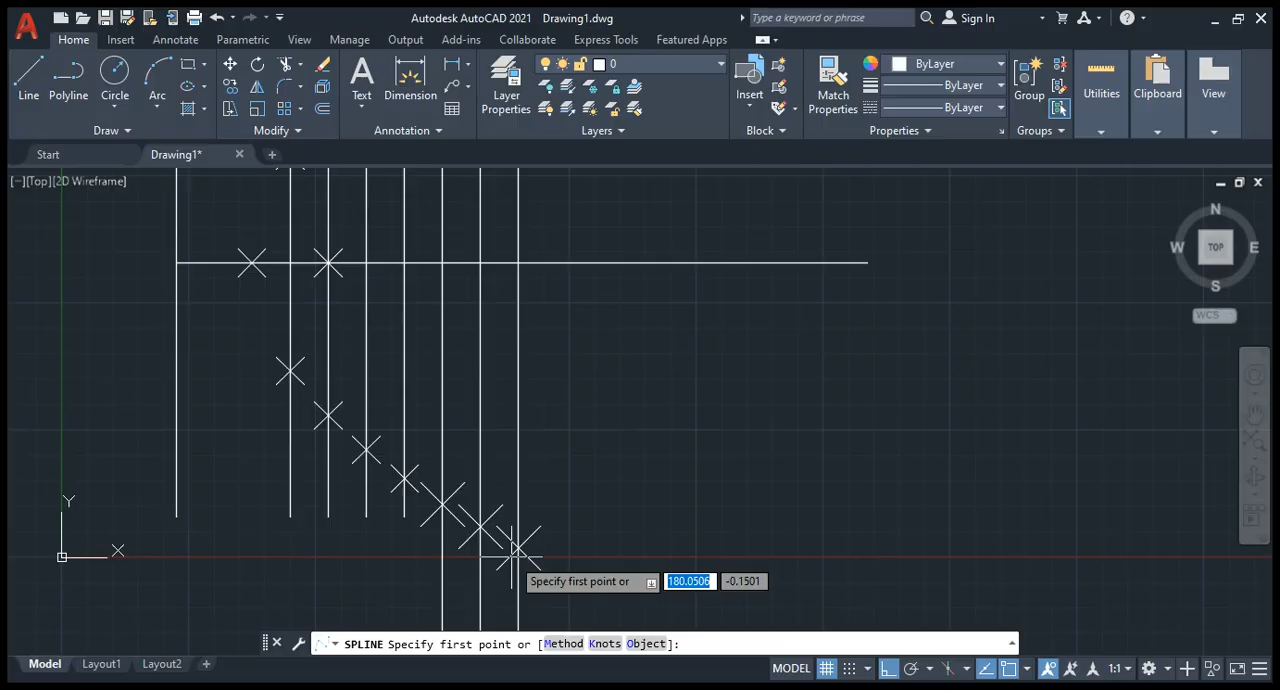 Autodesk AutoCAD 2021 Drawing1.dwg
Type a keyword or phrase
Sign In
Home Insert Annotate Parametric View Manage Output Add-ins Collaborate Express Tools Featured Apps
Line Polyline Circle Arc
Text Dimension
Layer Properties
0
Insert
Match Properties
ByLayer
ByLayer
ByLayer
Group
Utilities
Clipboard
View
Draw Modify Annotation Layers Block Properties Groups
Start Drawing1*
[−][Top][2D Wireframe]
N
W TOP E
S
WCS
Y
X
Specify first point or 180.0506 -0.1501
SPLINE Specify first point or [Method Knots Object]:
Model Layout1 Layout2
MODEL 1:1